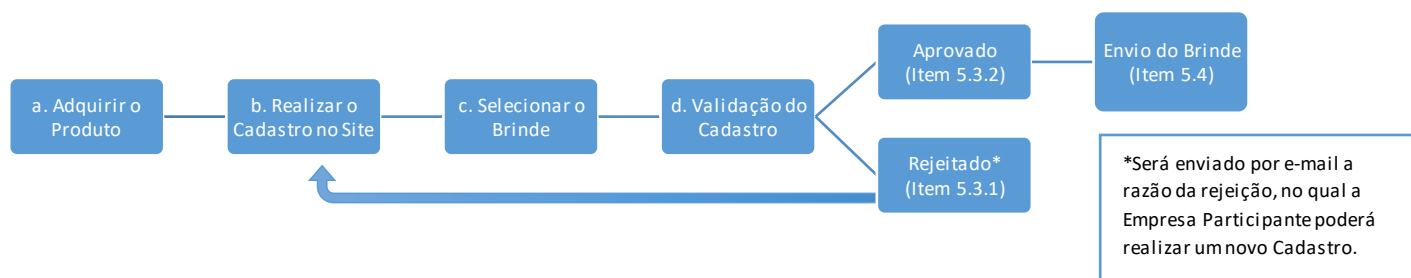 a. Adquirir o
Produto
b. Realizar o
Cadastro no Site
c. Selecionar o
Brinde
d. Validação do
Cadastro
Aprovado
(Item 5.3.2)
Envio do Brinde
(Item 5.4)
Rejeitado*
(Item 5.3.1)
*Será enviado por e-mail a
razão da rejeição, no qual a
Empresa Participante poderá
realizar um novo Cadastro.